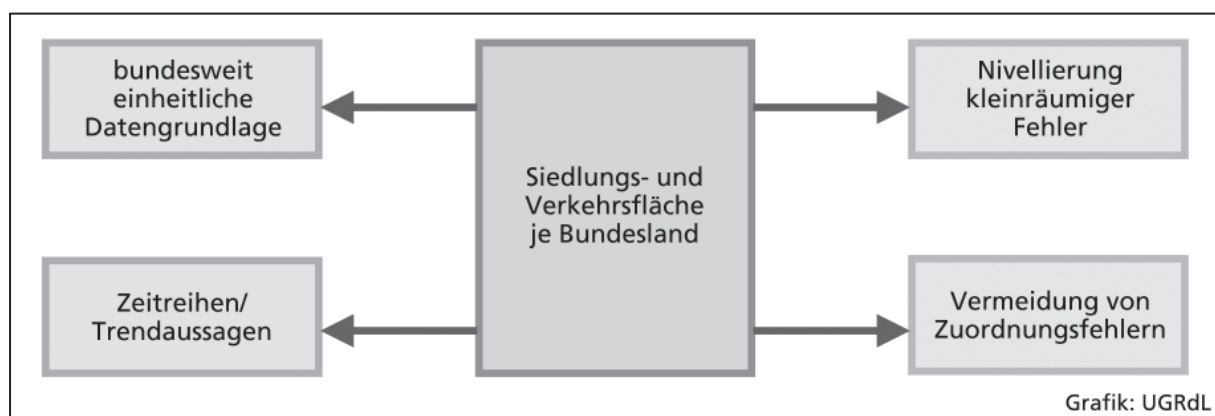 bundesweit
einheitliche
Datengrundlage
Nivellierung
kleinräumiger
Fehler
Siedlungs- und
Verkehrsfläche
je Bundesland
Zeitreihen/
Trendaussagen
Vermeidung von
Zuordnungsfehlern
Grafik: UGRdL